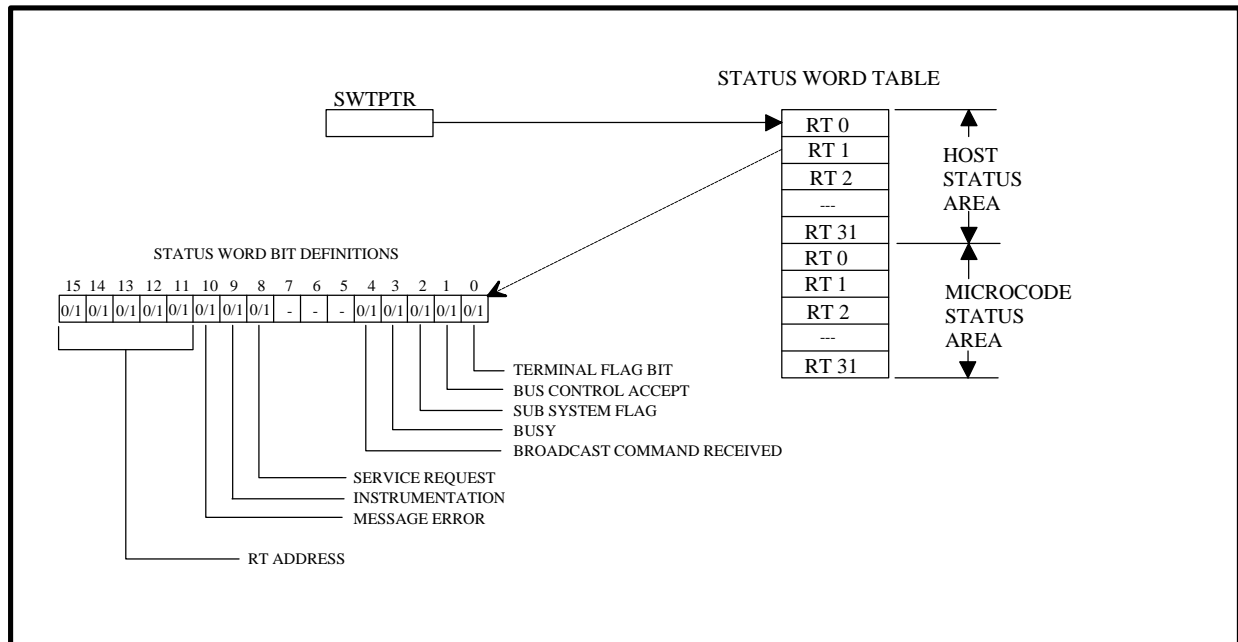 STATUS WORD TABLE
SWTPTR
RT 0
RT 1
RT 2
---
RT 31
RT 0
RT 1
RT 2
---
RT 31
HOST
STATUS
AREA
MICROCODE
STATUS
AREA
STATUS WORD BIT DEFINITIONS
15 14 13 12 11 10 9 8 7 6 5 4 3 2 1 0
0/1 0/1 0/1 0/1 0/1 0/1 0/1 0/1 - - - 0/1 0/1 0/1 0/1 0/1
TERMINAL FLAG BIT
BUS CONTROL ACCEPT
SUB SYSTEM FLAG
BUSY
BROADCAST COMMAND RECEIVED
SERVICE REQUEST
INSTRUMENTATION
MESSAGE ERROR
RT ADDRESS